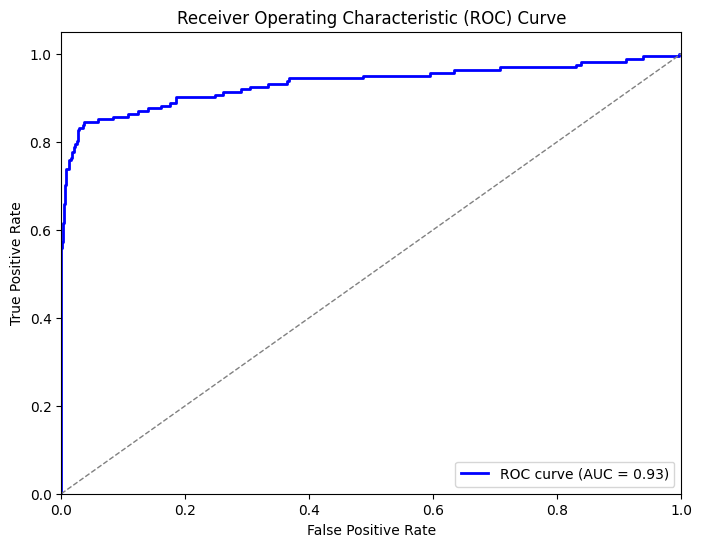 Receiver Operating Characteristic (ROC) Curve
True Positive Rate
1.0
0.8
0.6
0.4
0.2
0.0
ROC curve (AUC = 0.93)
0.0 0.2 0.4 0.6 0.8 1.0
False Positive Rate